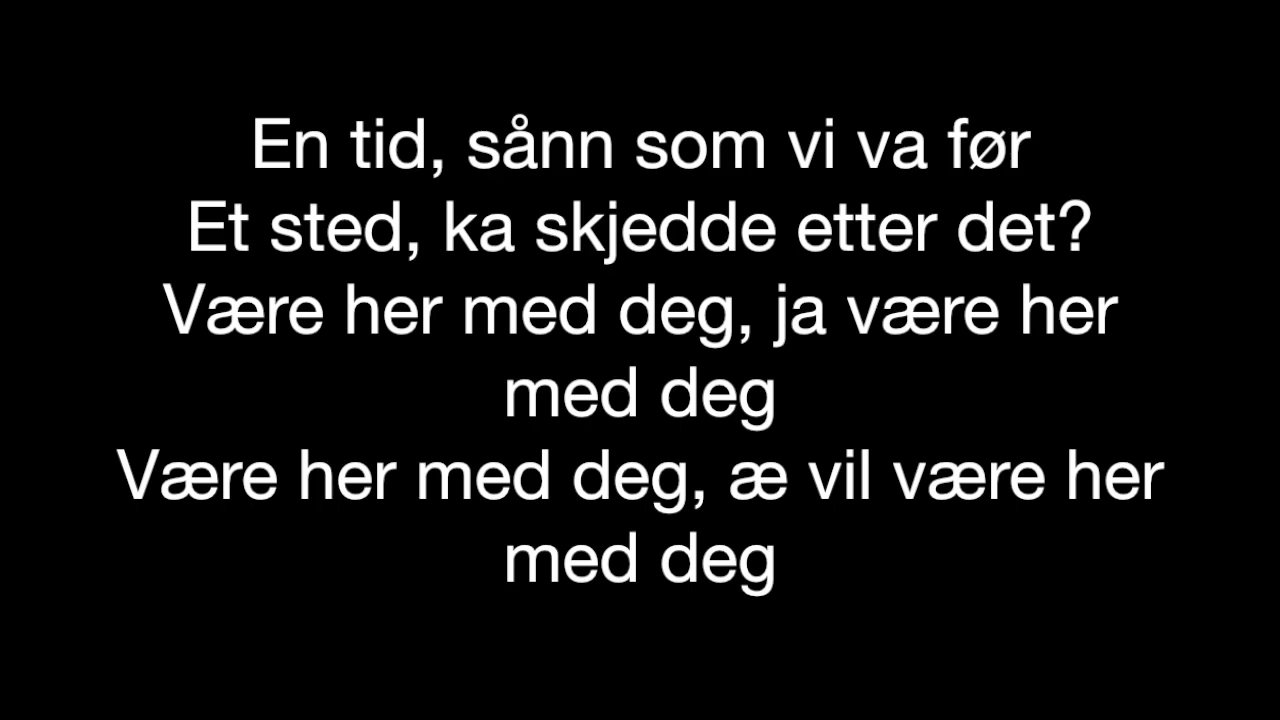 En tid, sånn som vi va før
Et sted, ka skjedde etter det?
Være her med deg, ja være her
med deg
Være her med deg, æ vil være her
med deg